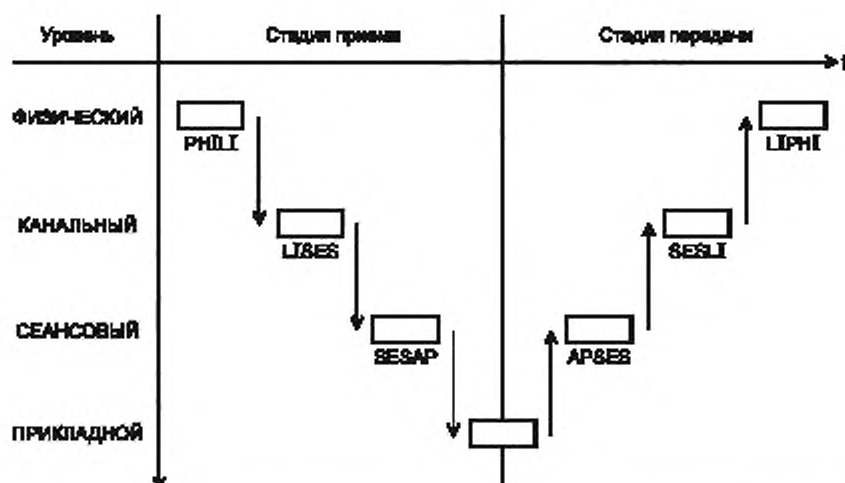 Уровень Стадия приема Стадия передачи
t
ФИЗИЧЕСКИЙ
PHILI LIPHI
КАНАЛЬНЫЙ
LISES SESLI
СЕАНСОВЫЙ
SESAP APSES
ПРИКЛАДНОЙ